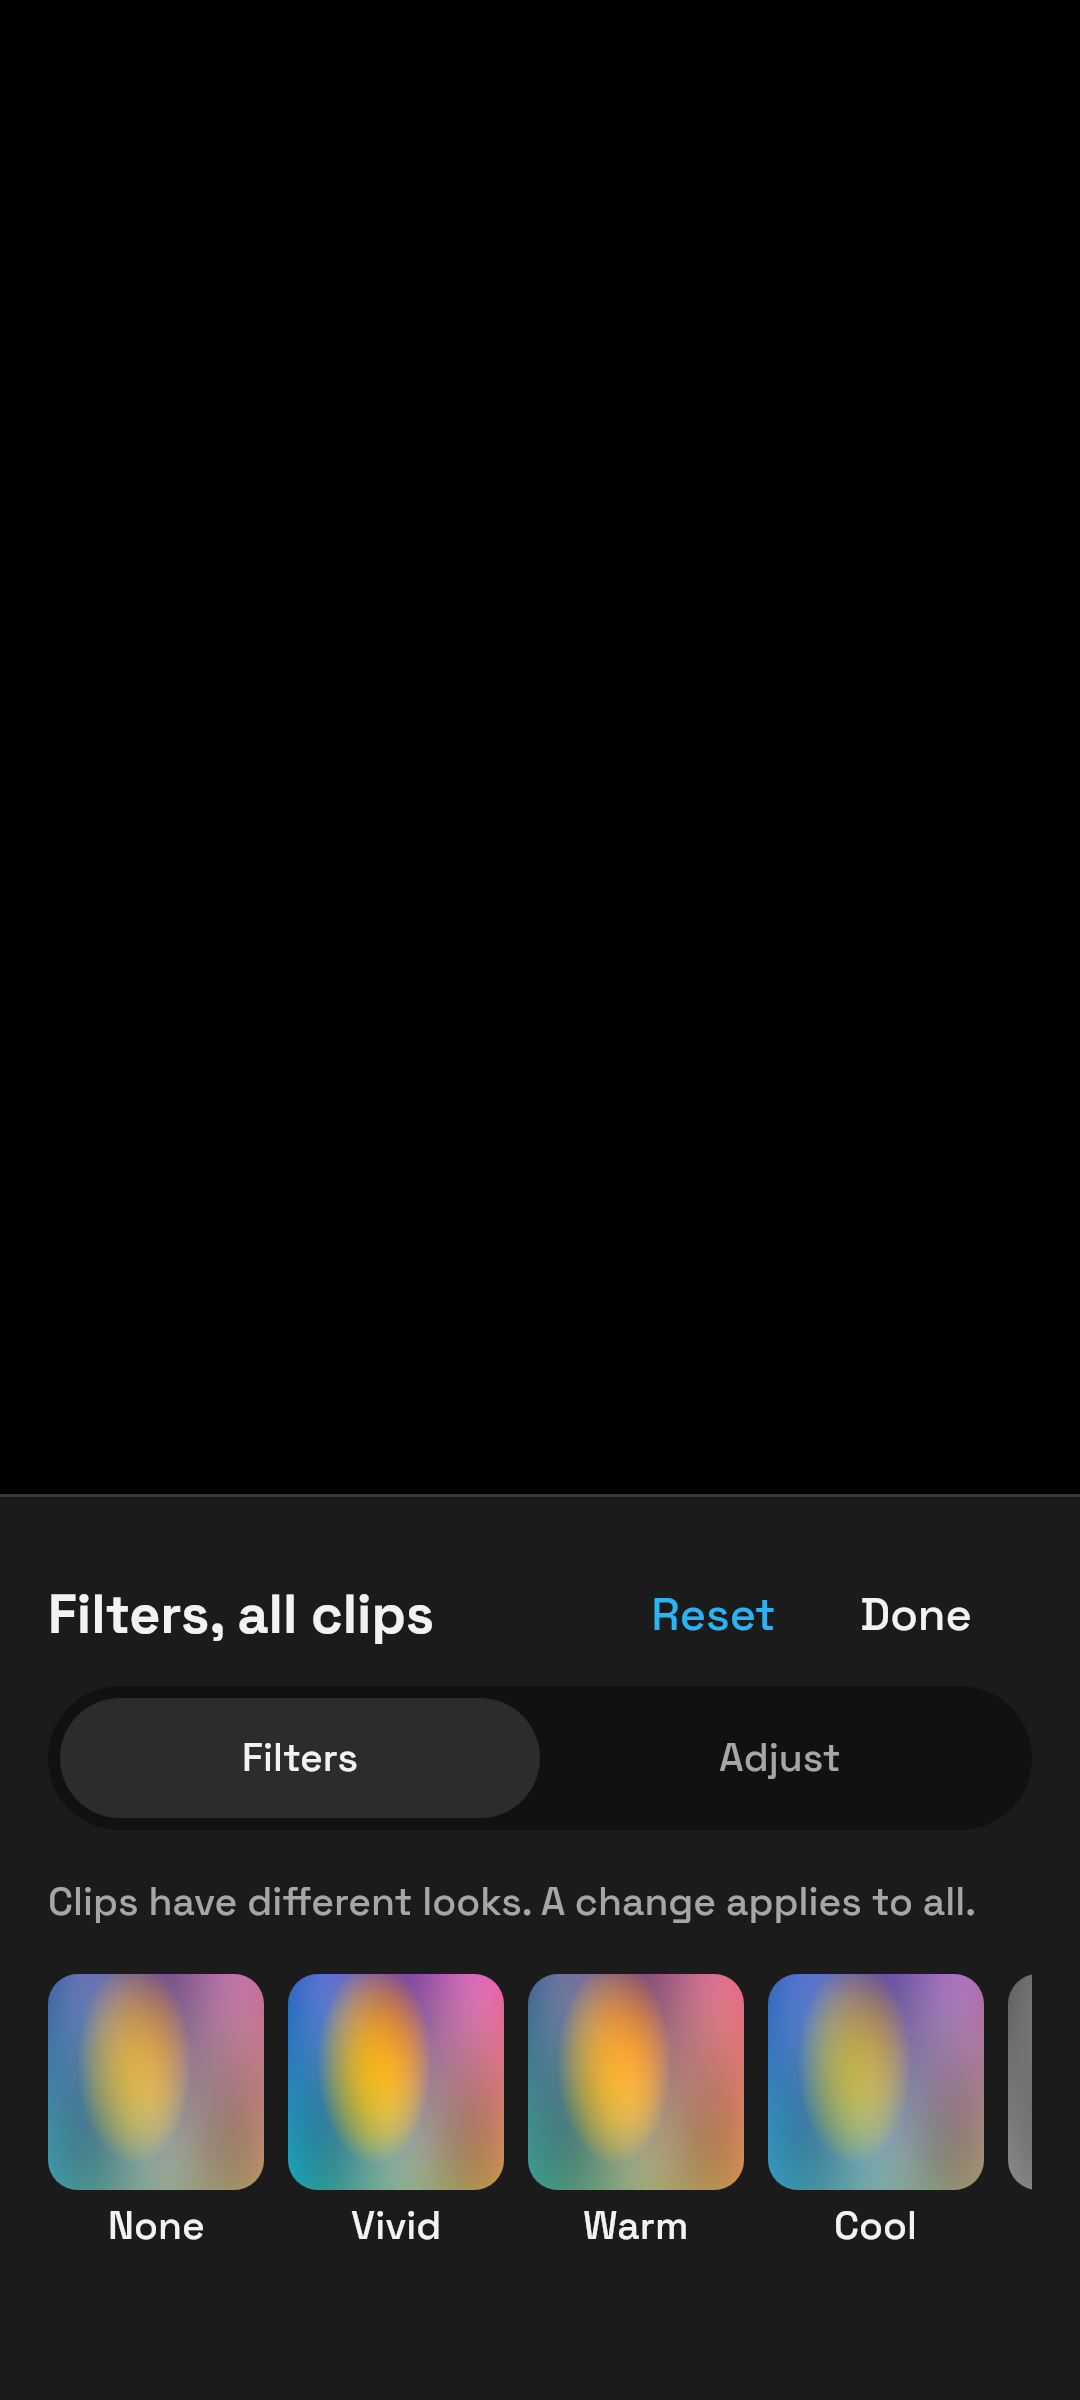 Filters, all clips Reset Done
Filters Adjust
Clips have different looks. A change applies to all.
None Vivid Warm Cool